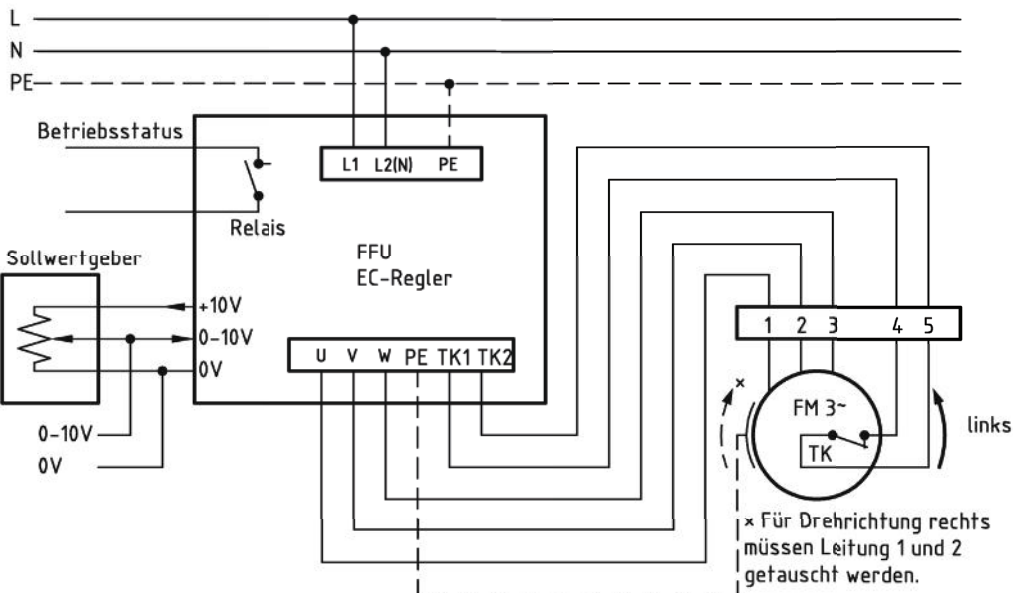 L
N
PE
Betriebsstatus
L1 L2(N) PE
Relais
FFU
EC-Regler
Sollwertgeber
+10V
0-10V
0V
U V W PE TK1 TK2
0-10V
0V
1 2 3 4 5
×
FM 3~
TK
links
× Für Drehrichtung rechts
müssen Leitung 1 und 2
getauscht werden.